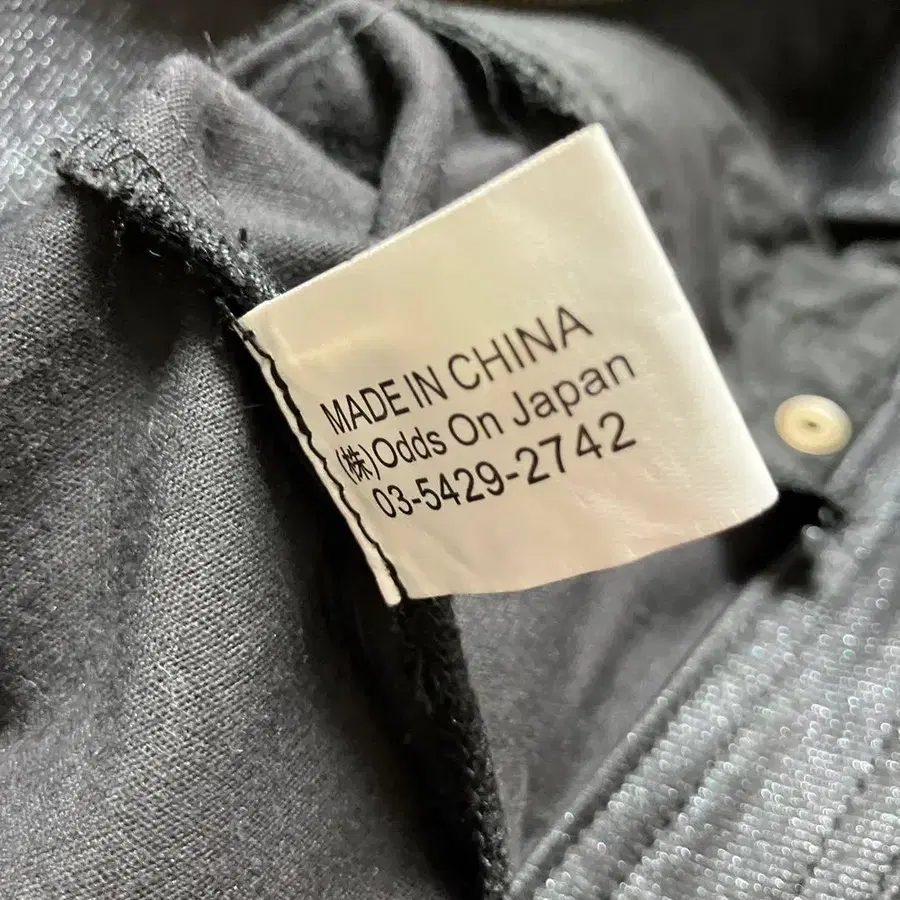 MADE IN CHINA
(株)Odds On Japan
03-5429-2742